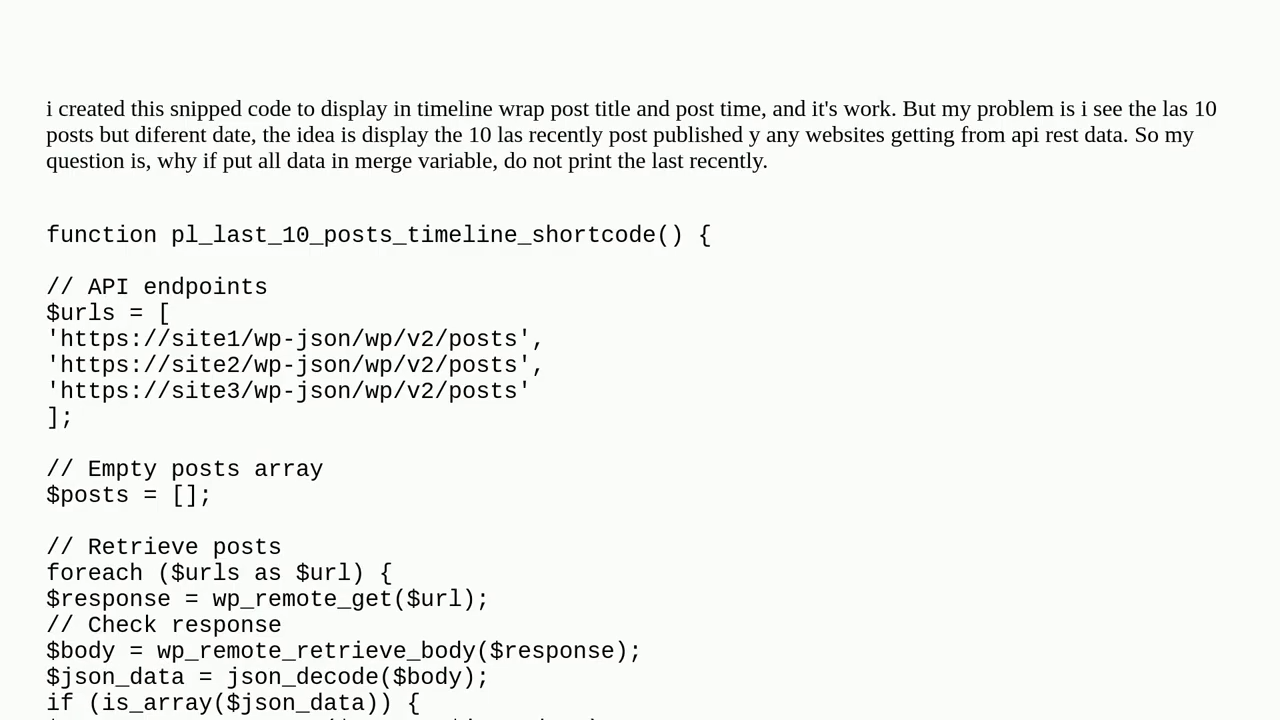 i created this snipped code to display in timeline wrap post title and post time, and it's work. But my problem is i see the las 10
posts but diferent date, the idea is display the 10 las recently post published y any websites getting from api rest data. So my
question is, why if put all data in merge variable, do not print the last recently.
function pl_last_10_posts_timeline_shortcode() {
// API endpoints
$urls = [
'https://site1/wp-json/wp/v2/posts',
'https://site2/wp-json/wp/v2/posts',
'https://site3/wp-json/wp/v2/posts'
];
// Empty posts array
$posts = [];
// Retrieve posts
foreach ($urls as $url) {
$response = wp_remote_get($url);
// Check response
$body = wp_remote_retrieve_body($response);
$json_data = json_decode($body);
if (is_array($json_data)) {